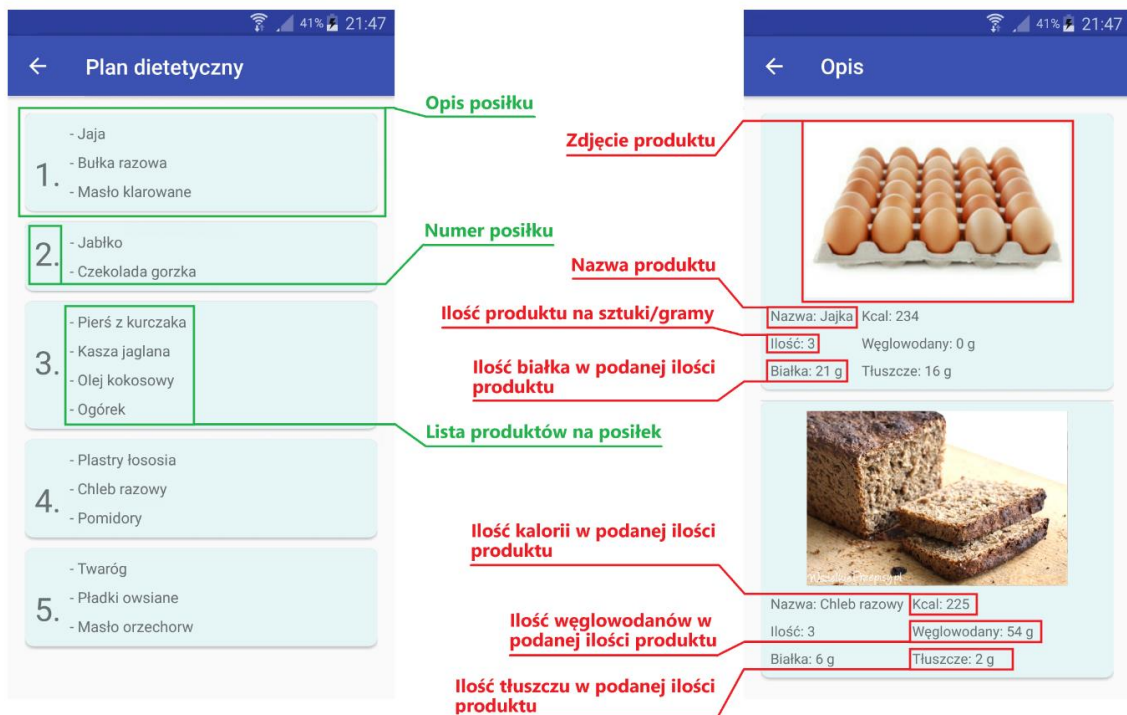 41% 21:47
Plan dietetyczny
1.
- Jaja
- Bułka razowa
- Masło klarowane
2.
- Jabłko
- Czekolada gorzka
3.
- Pierś z kurczaka
- Kasza jaglana
- Olej kokosowy
- Ogórek
4.
- Plastry łososia
- Chleb razowy
- Pomidory
5.
- Twaróg
- Pładki owsiane
- Masło orzechorw
Opis posiłku
Numer posiłku
Lista produktów na posiłek
Zdjęcie produktu
Nazwa produktu
Ilość produktu na sztuki/gramy
Ilość białka w podanej ilości
produktu
Ilość kalorii w podanej ilości
produktu
Ilość węglowodanów w
podanej ilości produktu
Ilość tłuszczu w podanej ilości
produktu
41% 21:47
Opis
Nazwa: Jajka Kcal: 234
Ilość: 3 Węglowodany: 0 g
Białka: 21 g Tłuszcze: 16 g
Nazwa: Chleb razowy Kcal: 225
Ilość: 3 Węglowodany: 54 g
Białka: 6 g Tłuszcze: 2 g